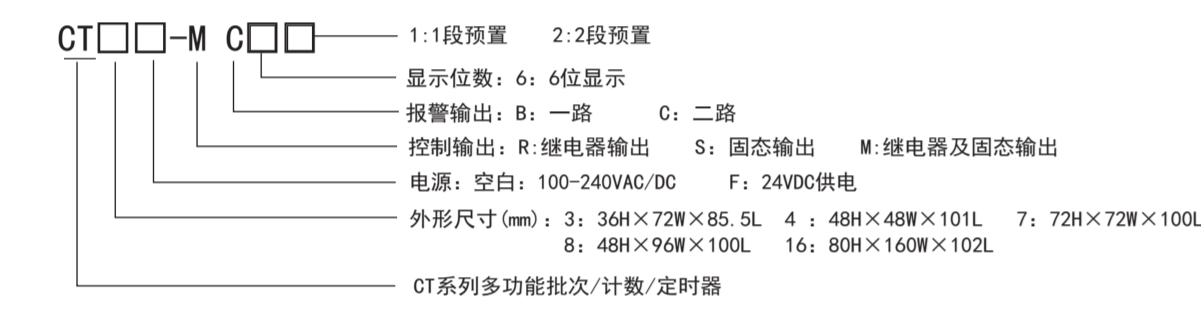 CT□□-M C□□ 1:1段预置 2:2段预置
显示位数：6：6位显示
报警输出：B：一路 C：二路
控制输出：R:继电器输出 S：固态输出 M:继电器及固态输出
电源：空白：100-240VAC/DC F：24VDC供电
外形尺寸(mm)：3：36H×72W×85.5L 4：48H×48W×101L 7：72H×72W×100L
8：48H×96W×100L 16：80H×160W×102L
CT系列多功能批次/计数/定时器